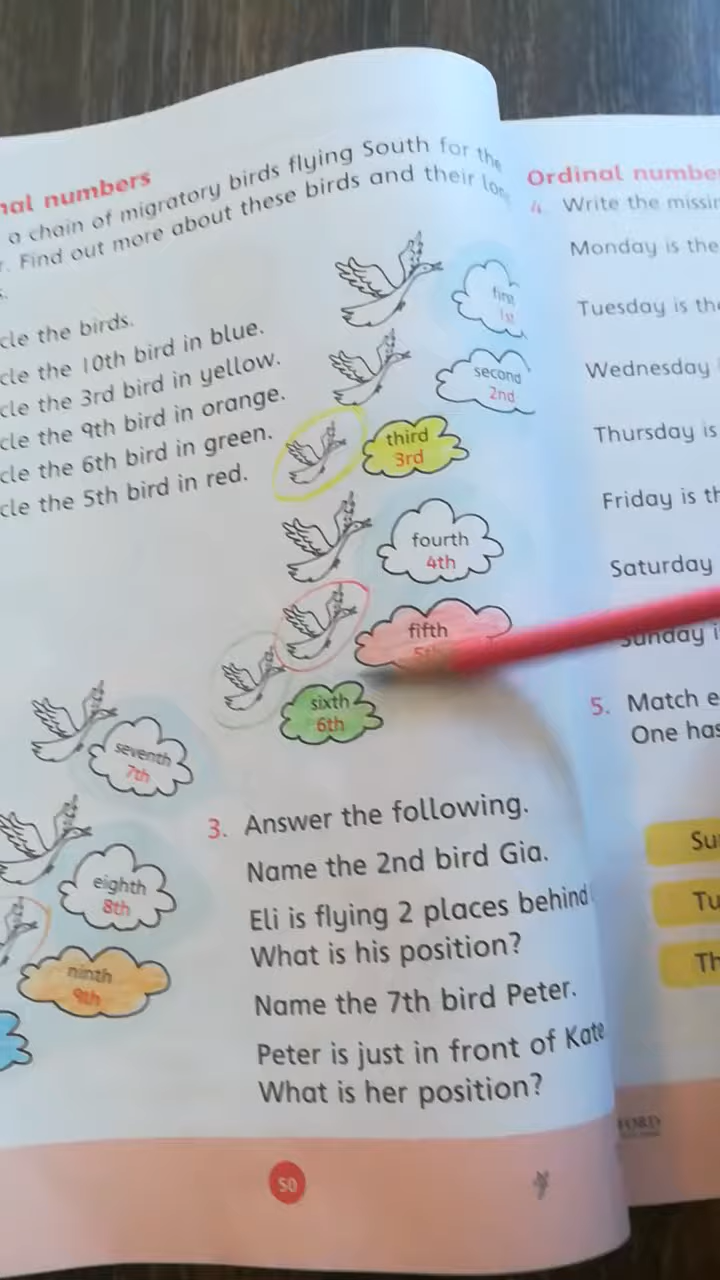 nal numbers
a chain of migratory birds flying South for the
Find out more about these birds and their
cle the birds.
cle the 10th bird in blue.
cle the 3rd bird in yellow.
cle the 9th bird in orange.
cle the 6th bird in green.
cle the 5th bird in red.
first
1st
second
2nd
third
3rd
fourth
4th
fifth
sixth
6th
seventh
7th
eighth
8th
ninth
9th
3. Answer the following.
Name the 2nd bird Gia.
Eli is flying 2 places behind
What is his position?
Name the 7th bird Peter.
Peter is just in front of Kate
What is her position?
50
Ordinal numbe
4. Write the missin
Monday is the
Tuesday is the
Wednesday i
Thursday is
Friday is th
Saturday
Sunday i
5. Match e
One has
Su
Tu
Th
FORD